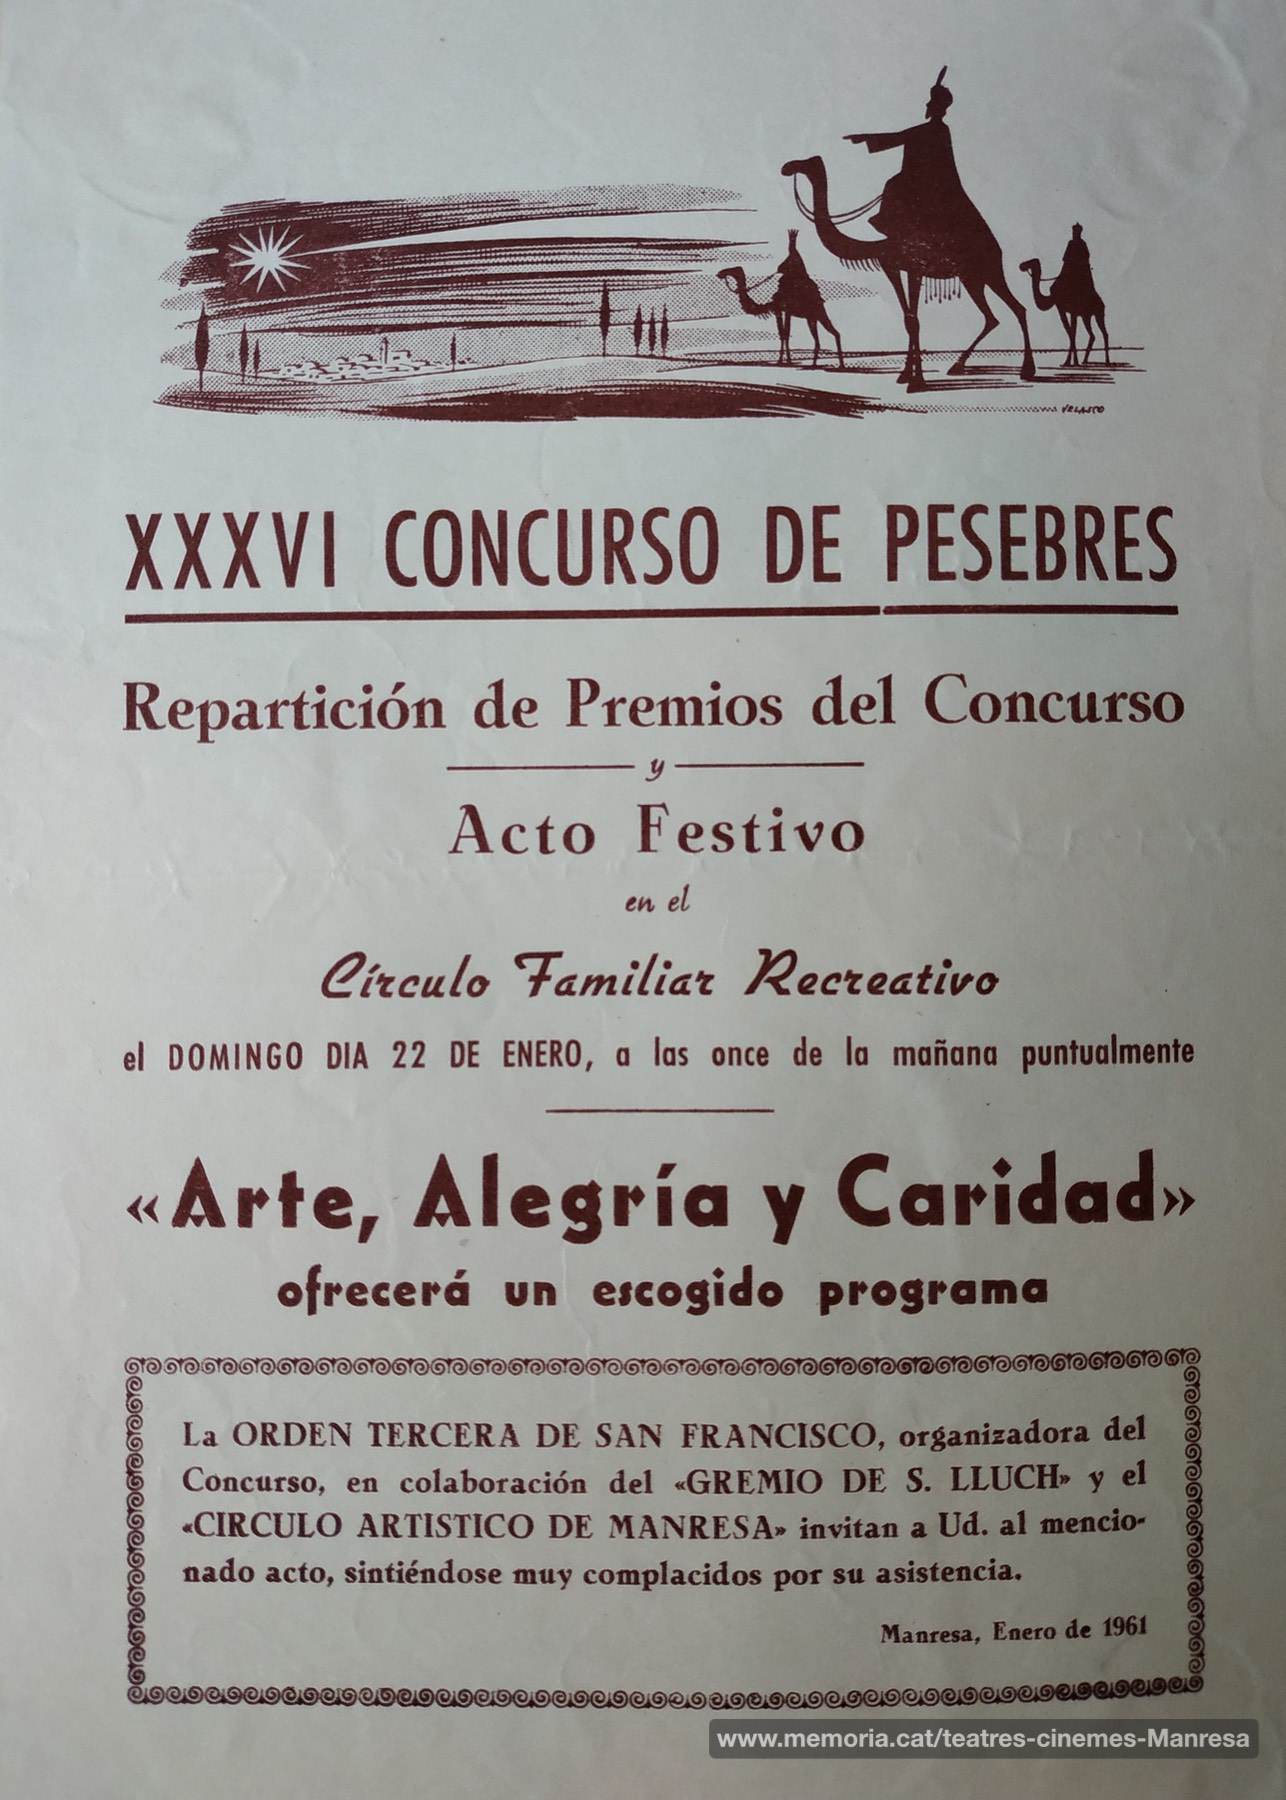 VELASCO
XXXVI CONCURSO DE PESEBRES
Repartición de Premios del Concurso
y
Acto Festivo
en el
Círculo Familiar Recreativo
el DOMINGO DIA 22 DE ENERO, a las once de la mañana puntualmente
«Arte, Alegría y Caridad»
ofrecerá un escogido programa
La ORDEN TERCERA DE SAN FRANCISCO, organizadora del
Concurso, en colaboración del «GREMIO DE S. LLUCH» y el
«CIRCULO ARTISTICO DE MANRESA» invitan a Ud. al mencio-
nado acto, sintiéndose muy complacidos por su asistencia.
Manresa, Enero de 1961
www.memoria.cat/teatres-cinemes-Manresa